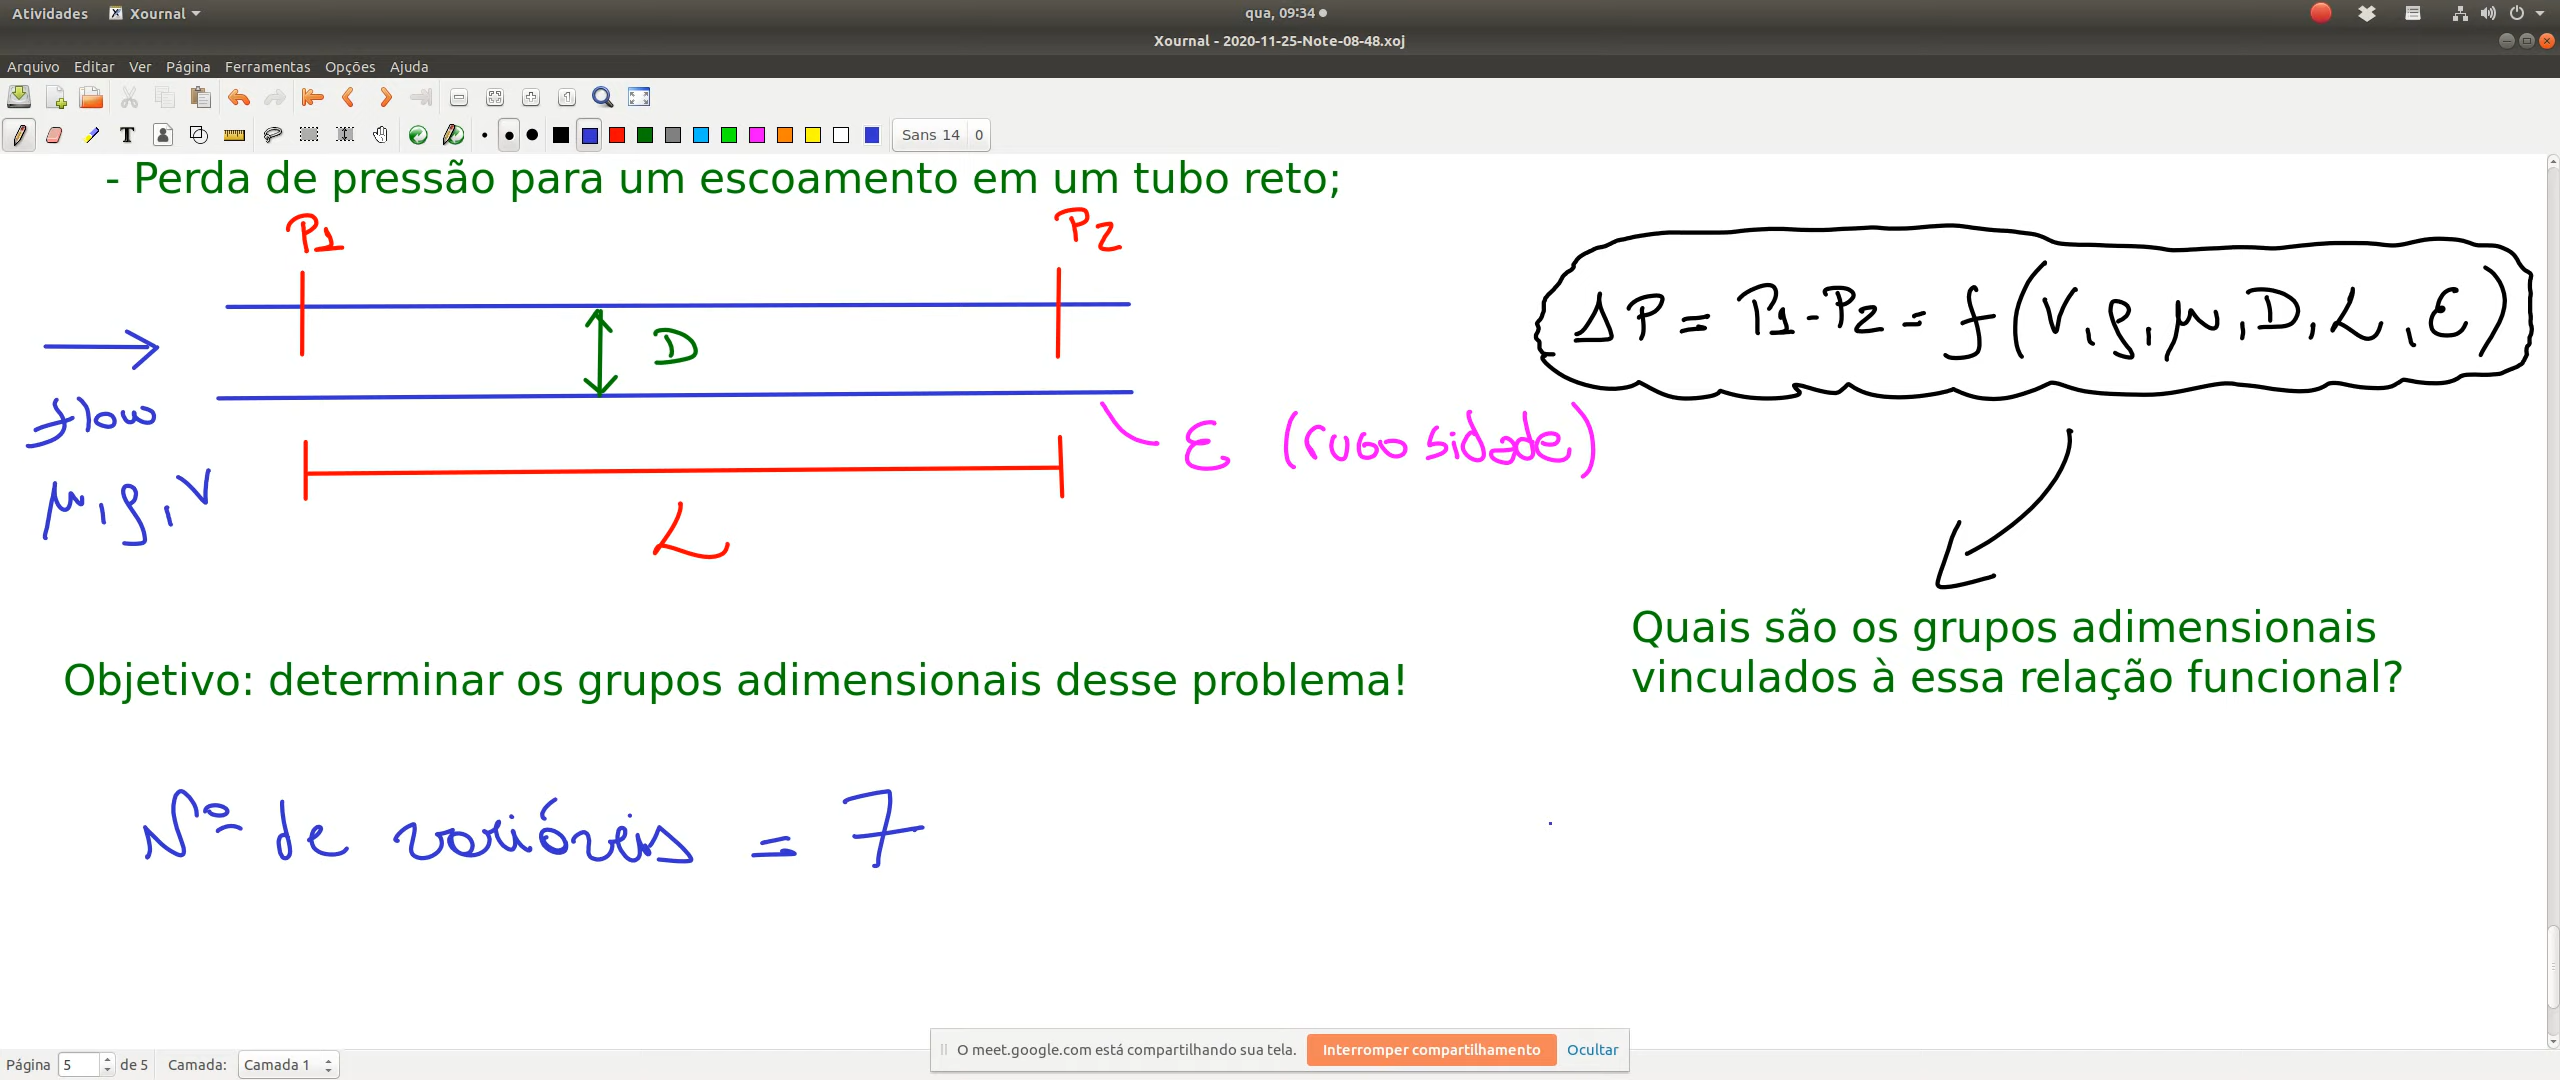 Atividades Xournal qua, 09:34
Xournal - 2020-11-25-Note-08-48.xoj
Arquivo Editar Ver Página Ferramentas Opções Ajuda
Sans 14 0
- Perda de pressão para um escoamento em um tubo reto;
P1 P2
ΔP = P1 - P2 = f(V, ρ, μ, D, L, ε)
D
flow
ε (rugosidade)
μ, ρ, V
L
Quais são os grupos adimensionais
vinculados à essa relação funcional?
Objetivo: determinar os grupos adimensionais desse problema!
Nº de variáveis = 7
O meet.google.com está compartilhando sua tela. Interromper compartilhamento Ocultar
Página 5 de 5 Camada: Camada 1